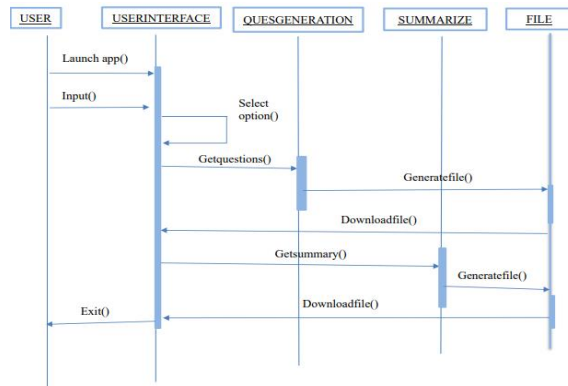 USER
USERINTERFACE
QUESGENERATION
SUMMARIZE
FILE
Launch app()
Input()
Select
option()
Getquestions()
Generatefile()
Downloadfile()
Getsummary()
Generatefile()
Downloadfile()
Exit()